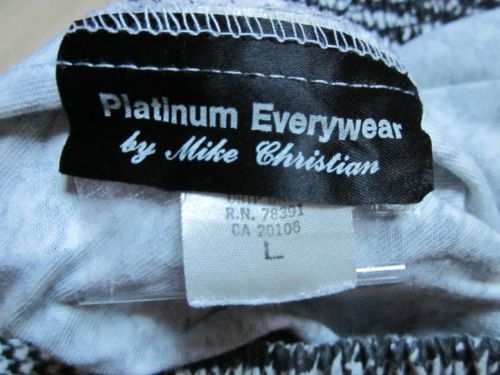 Platinum Everywear
by Mike Christian
R.N. 78391
CA 20106
L